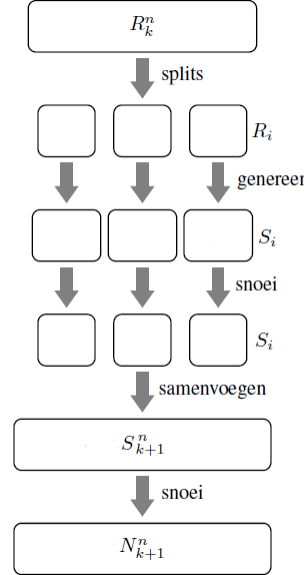 $R_k^n$
splits
$R_i$
genereer
$S_i$
snoei
$S_i$
samenvoegen
$S_{k+1}^n$
snoei
$N_{k+1}^n$